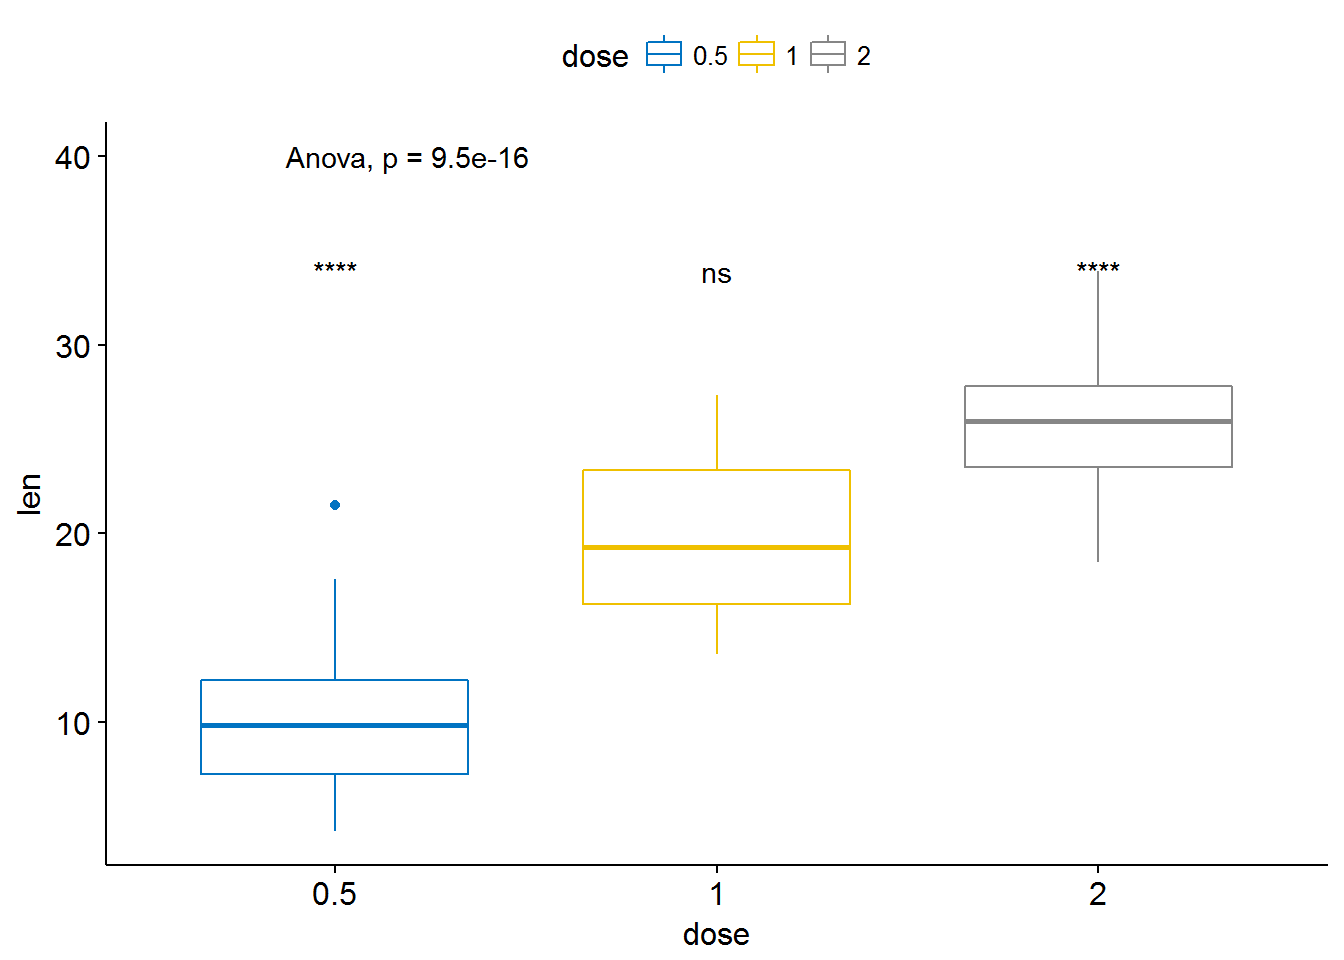 dose 0.5 1 2
40
Anova, p = 9.5e-16
**** ns ****
30
len
20
10
0.5 1 2
dose